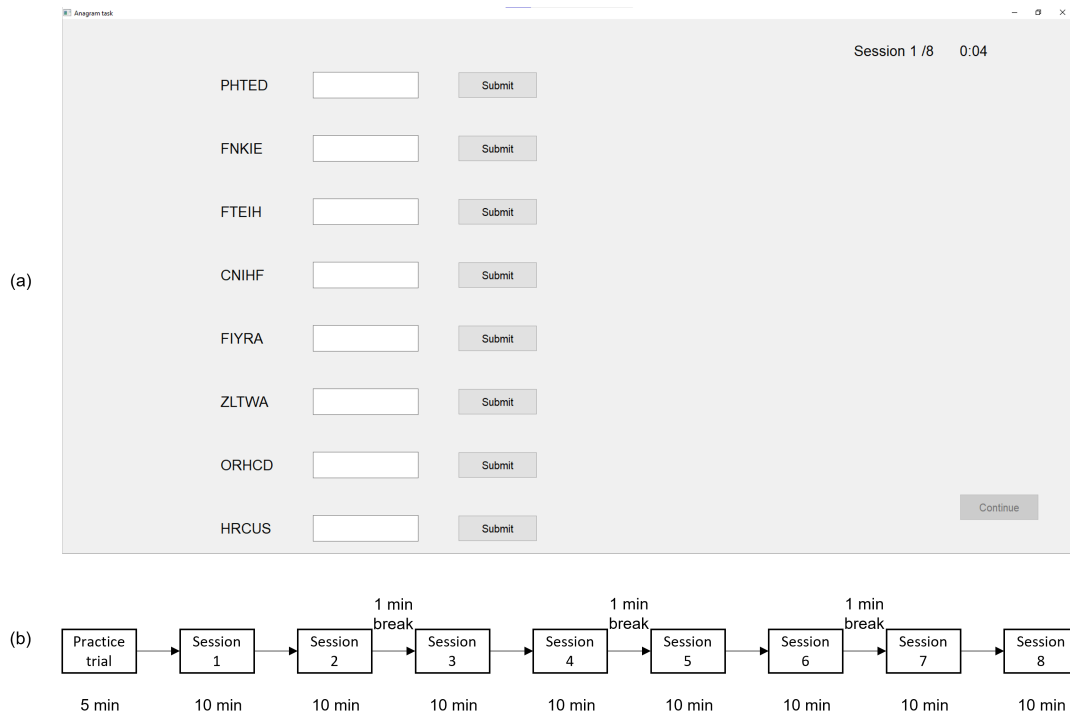 Anagram task
Session 1 /8 0:04
PHTED Submit
FNKIE Submit
FTEIH Submit
(a)
CNIHF Submit
FIYRA Submit
ZLTWA Submit
ORHCD Submit
Continue
HRCUS Submit
1 min break
1 min break
1 min break
(b)
Practice trial
Session 1
Session 2
Session 3
Session 4
Session 5
Session 6
Session 7
Session 8
5 min 10 min 10 min 10 min 10 min 10 min 10 min 10 min 10 min